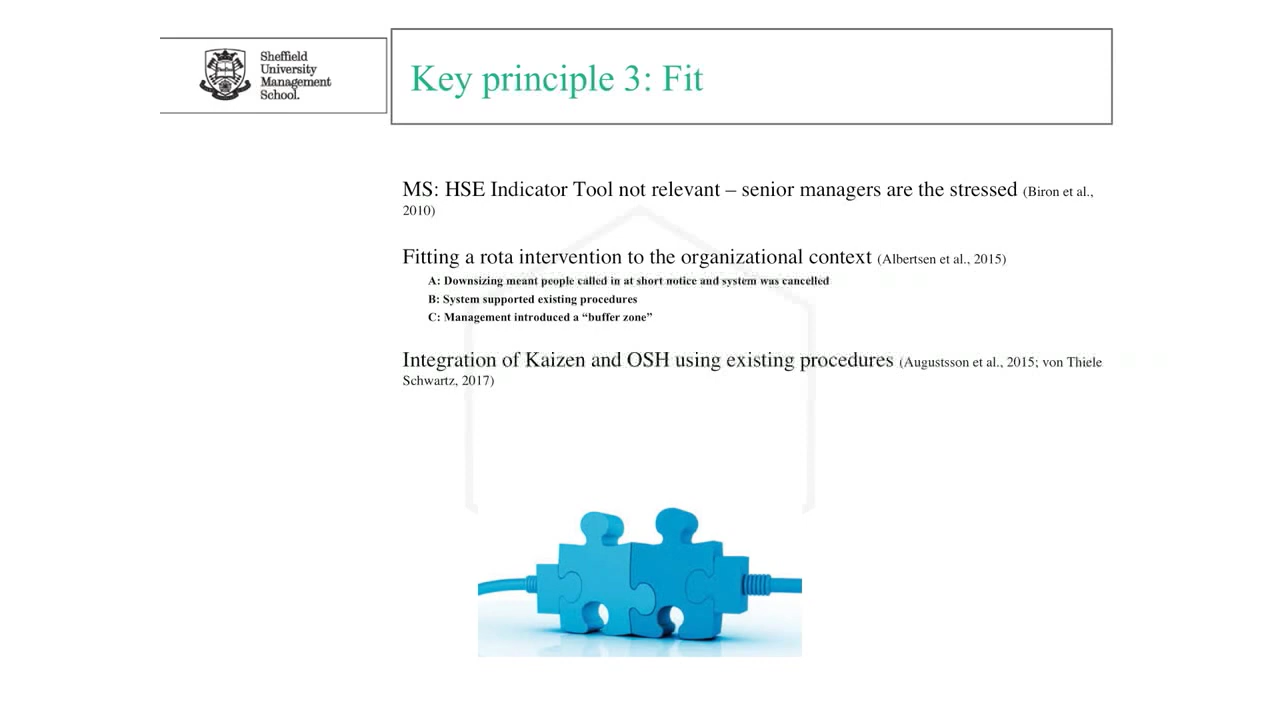 Sheffield
University
Management
School.
Key principle 3: Fit
MS: HSE Indicator Tool not relevant – senior managers are the stressed (Biron et al.,
2010)
Fitting a rota intervention to the organizational context (Albertsen et al., 2015)
A: Downsizing meant people called in at short notice and system was cancelled
B: System supported existing procedures
C: Management introduced a “buffer zone”
Integration of Kaizen and OSH using existing procedures (Augustsson et al., 2015; von Thiele
Schwartz, 2017)